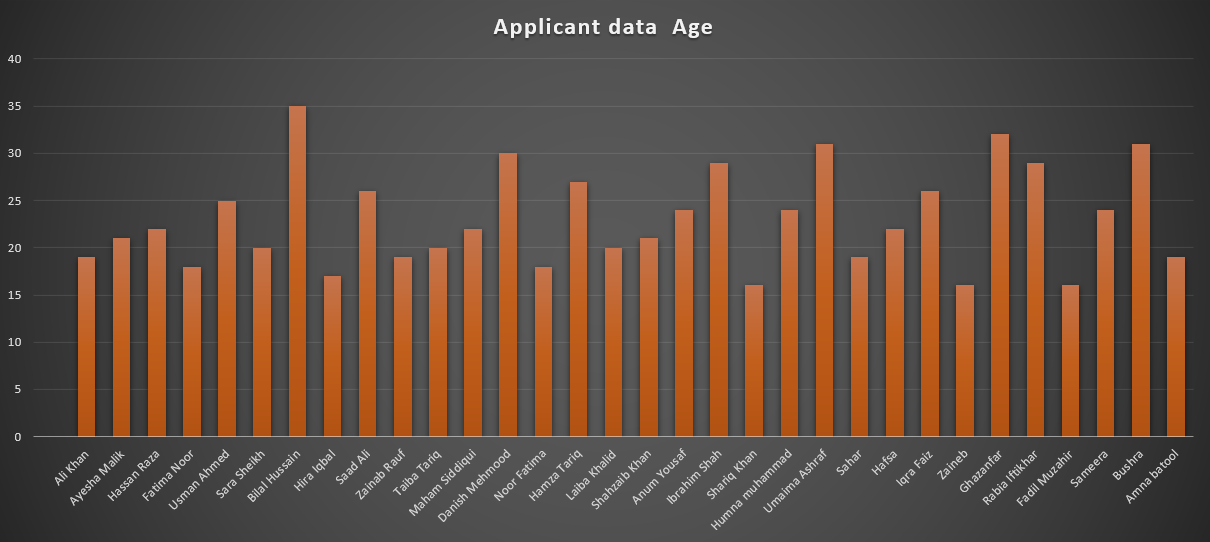 Applicant data  Age
40
35
30
25
20
15
10
5
0
Ali Khan
Ayesha Malik
Hassan Raza
Fatima Noor
Usman Ahmed
Sara Sheikh
Bilal Hussain
Hira Iqbal
Saad Ali
Zainab Rauf
Taiba Tariq
Maham Siddiqui
Danish Mehmood
Noor Fatima
Hamza Tariq
Laiba Khalid
Shahzaib Khan
Anum Yousaf
Ibrahim Shah
Shariq Khan
Humna muhammad
Umaima Ashraf
Sahar
Hafsa
Iqra Faiz
Zaineb
Ghazanfar
Rabia Iftikhar
Fadil Muzahir
Sameera
Bushra
Amna batool